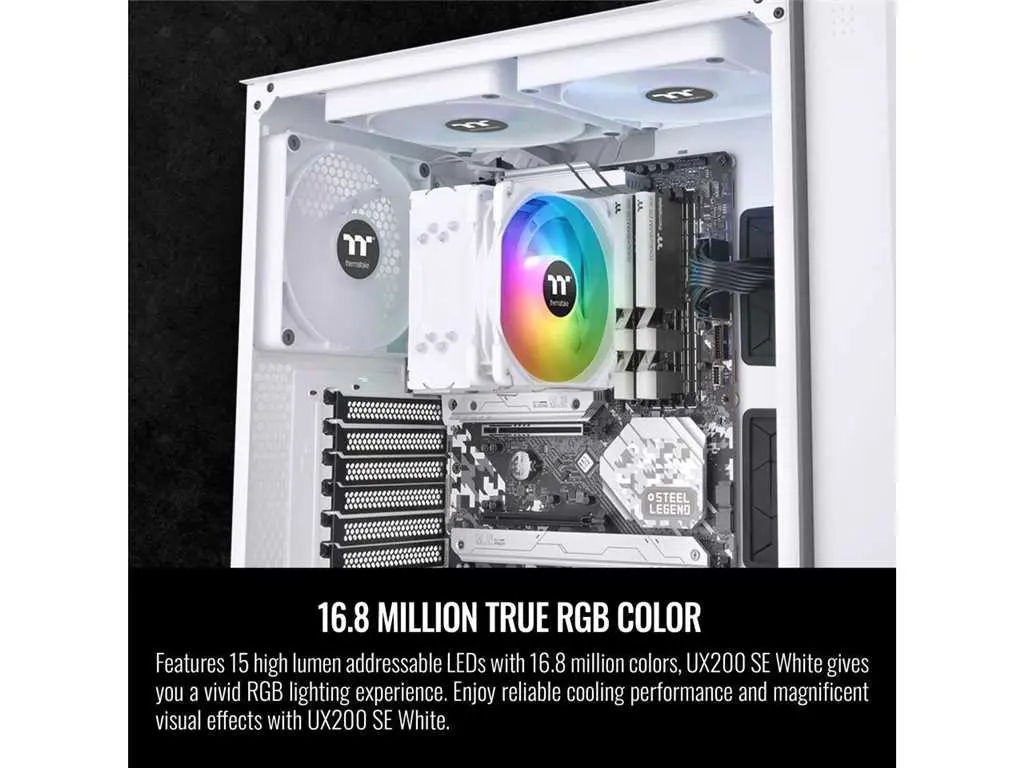 thermaltake
thermaltake
STEEL
LEGEND
16.8 MILLION TRUE RGB COLOR
Features 15 high lumen addressable LEDs with 16.8 million colors, UX200 SE White gives
you a vivid RGB lighting experience. Enjoy reliable cooling performance and magnificent
visual effects with UX200 SE White.